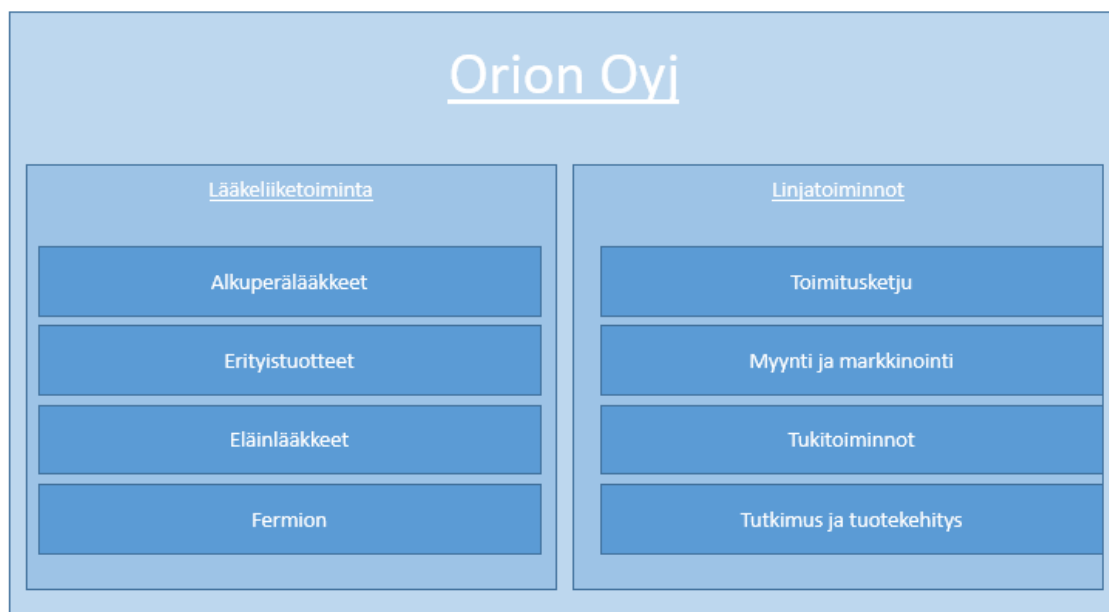 Orion Oyj
Lääkeliiketoiminta
Alkuperälääkkeet
Erityistuotteet
Eläinlääkkeet
Fermion
Linjatoiminnot
Toimitusketju
Myynti ja markkinointi
Tukitoiminnot
Tutkimus ja tuotekehitys